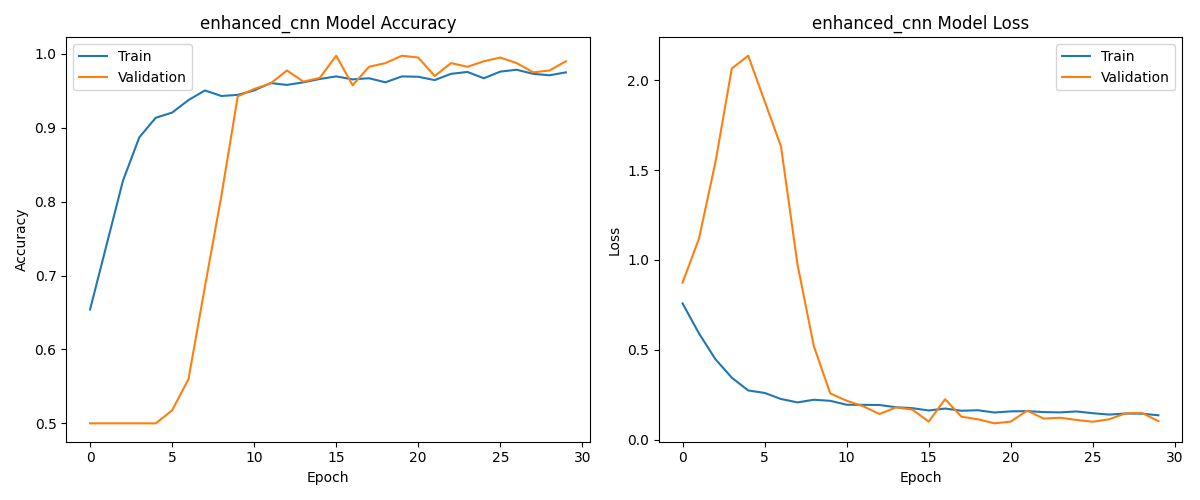 enhanced_cnn Model Accuracy
Train
Validation
1.0
0.9
0.8
0.7
0.6
0.5
Accuracy
0 5 10 15 20 25 30
Epoch
enhanced_cnn Model Loss
Train
Validation
2.0
1.5
1.0
0.5
0.0
Loss
0 5 10 15 20 25 30
Epoch